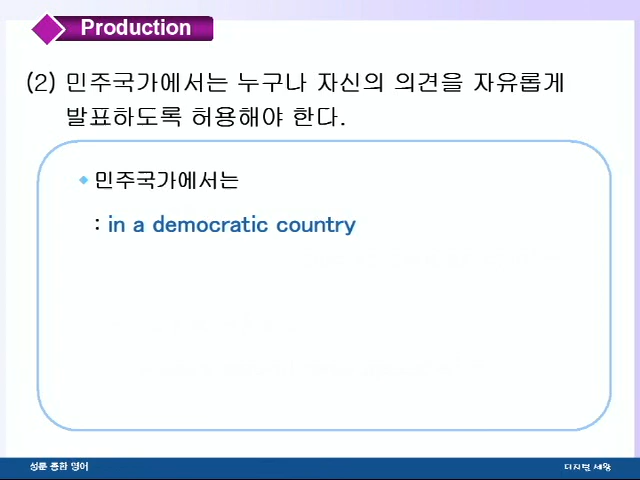 Production
(2) 민주국가에서는 누구나 자신의 의견을 자유롭게
발표하도록 허용해야 한다.
민주국가에서는
: in a democratic country
성문 종합 영어
디지털 세왕